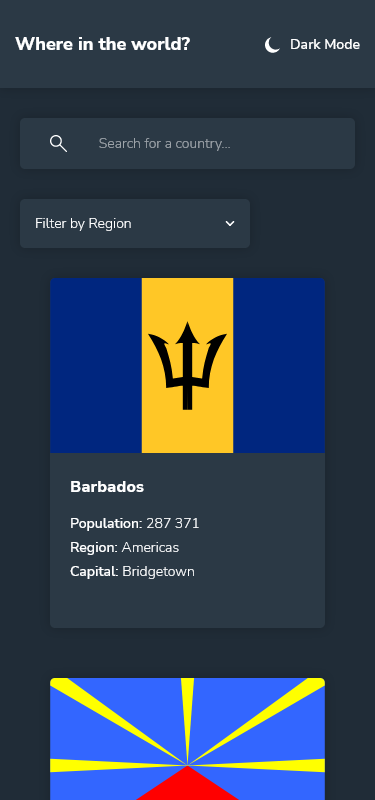 Where in the world?
Dark Mode
Search for a country...
Filter by Region
Barbados
Population: 287 371
Region: Americas
Capital: Bridgetown